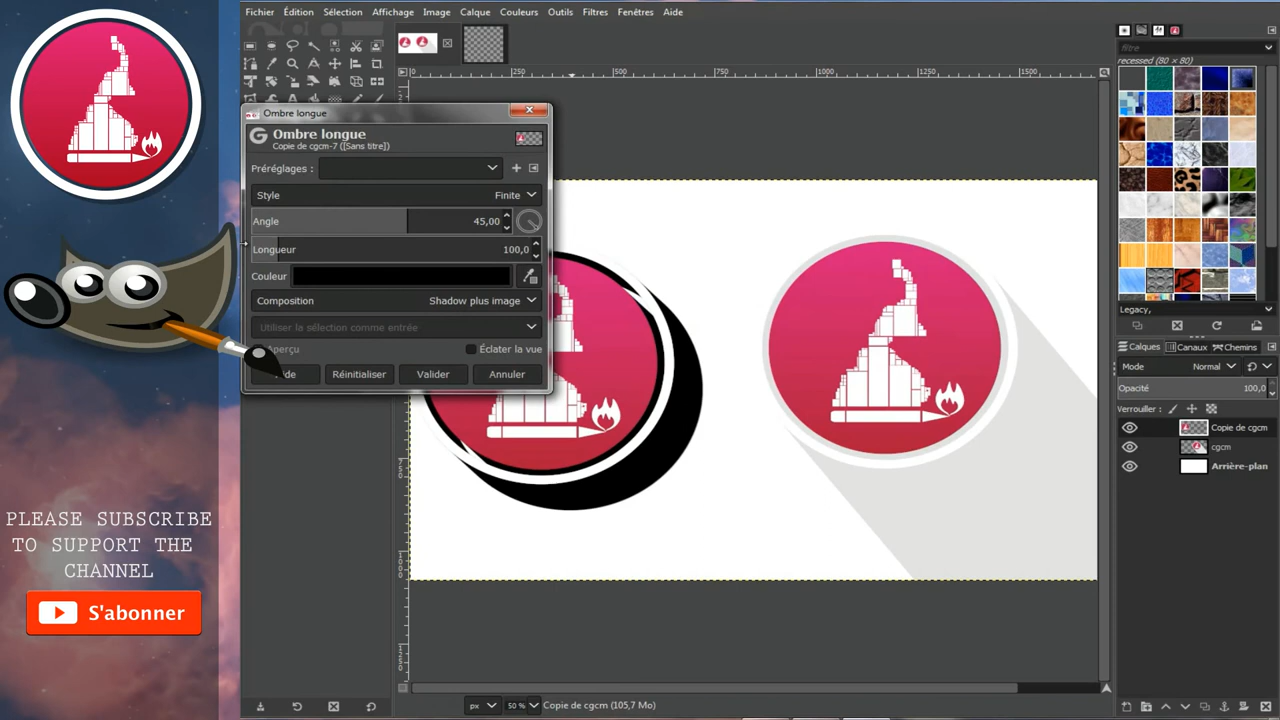 Fichier Édition Sélection Affichage Image Calque Couleurs Outils Filtres Fenêtres Aide
0 250 500 750 1000 1250 1500
Ombre longue
Ombre longue
Copie de cgcm-7 ([Sans titre])
Préréglages :
Style Finite
Angle 45,00
Longueur 100,0
Couleur
Composition Shadow plus image
Utiliser la sélection comme entrée
Aperçu Éclater la vue
Réinitialiser Valider Annuler
filtre
recessed (80 × 80)
Legacy,
Calques Canaux Chemins
Mode Normal
Opacité 100,0
Verrouiller :
Copie de cgcm
cgcm
Arrière-plan
PLEASE SUBSCRIBE
TO SUPPORT THE
CHANNEL
S'abonner
px 50 % Copie de cgcm (105,7 Mo)